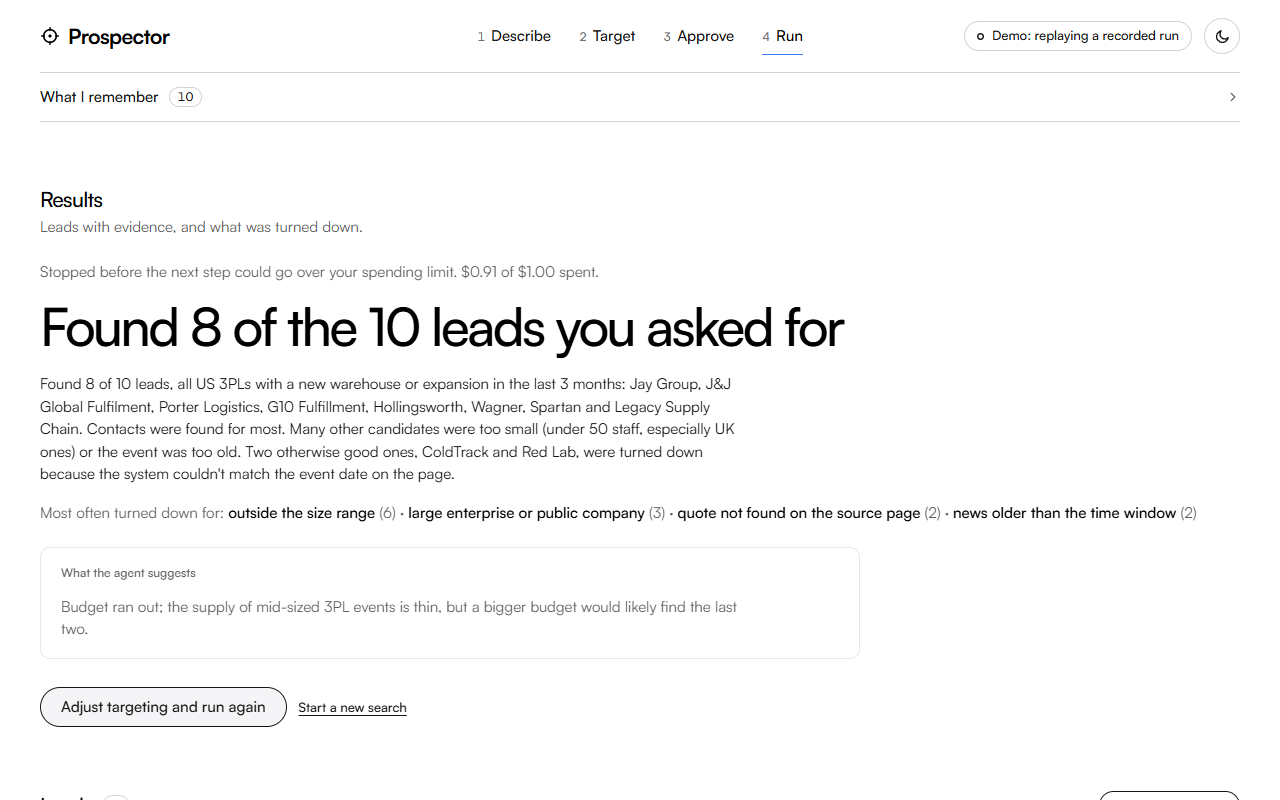 Prospector
1 Describe
2 Target
3 Approve
4 Run
Demo: replaying a recorded run
What I remember 10
Results
Leads with evidence, and what was turned down.
Stopped before the next step could go over your spending limit. $0.91 of $1.00 spent.
Found 8 of the 10 leads you asked for
Found 8 of 10 leads, all US 3PLs with a new warehouse or expansion in the last 3 months: Jay Group, J&J
Global Fulfilment, Porter Logistics, G10 Fulfillment, Hollingsworth, Wagner, Spartan and Legacy Supply
Chain. Contacts were found for most. Many other candidates were too small (under 50 staff, especially UK
ones) or the event was too old. Two otherwise good ones, ColdTrack and Red Lab, were turned down
because the system couldn't match the event date on the page.
Most often turned down for: outside the size range (6) · large enterprise or public company (3) · quote not found on the source page (2) · news older than the time window (2)
What the agent suggests
Budget ran out; the supply of mid-sized 3PL events is thin, but a bigger budget would likely find the last
two.
Adjust targeting and run again
Start a new search